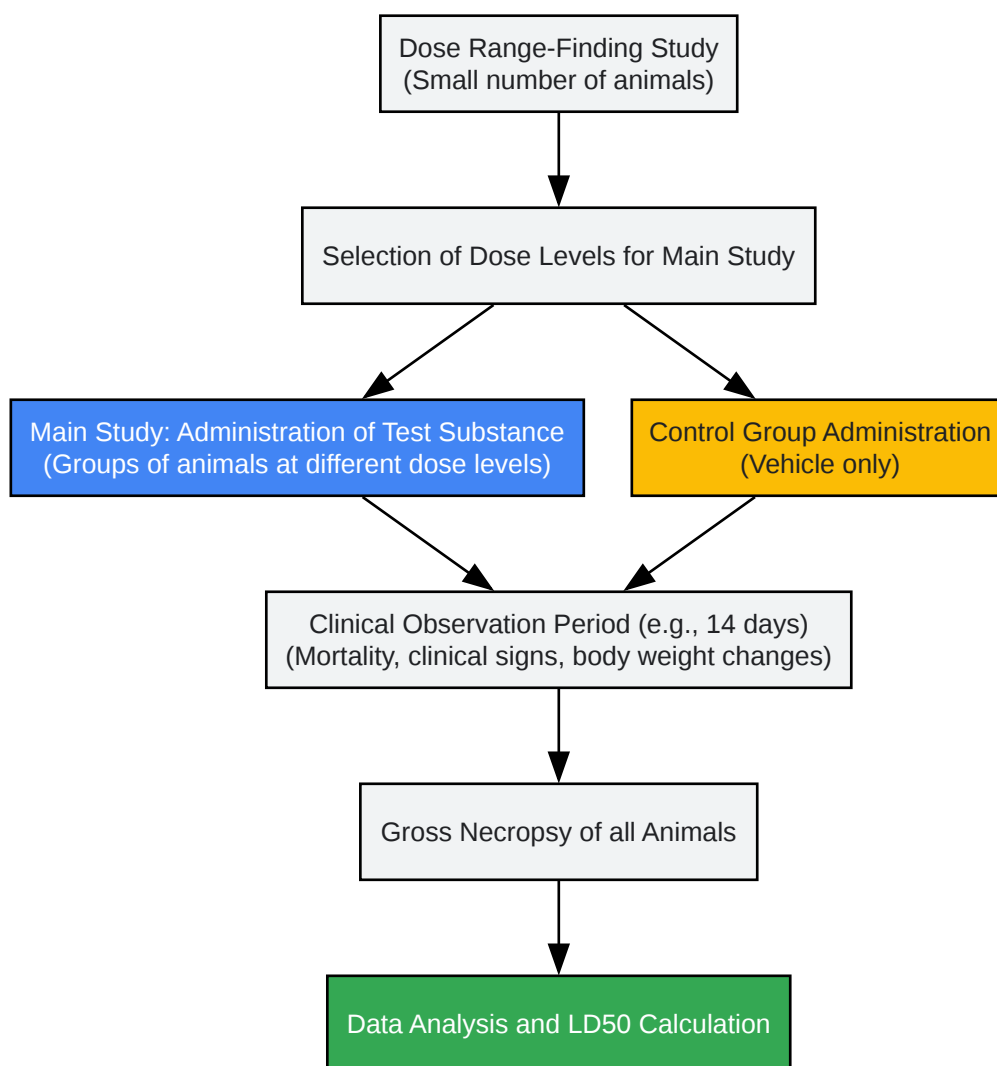 Dose Range-Finding Study
(Small number of animals)
Selection of Dose Levels for Main Study
Main Study: Administration of Test Substance
(Groups of animals at different dose levels)
Control Group Administration
(Vehicle only)
Clinical Observation Period (e.g., 14 days)
(Mortality, clinical signs, body weight changes)
Gross Necropsy of all Animals
Data Analysis and LD50 Calculation